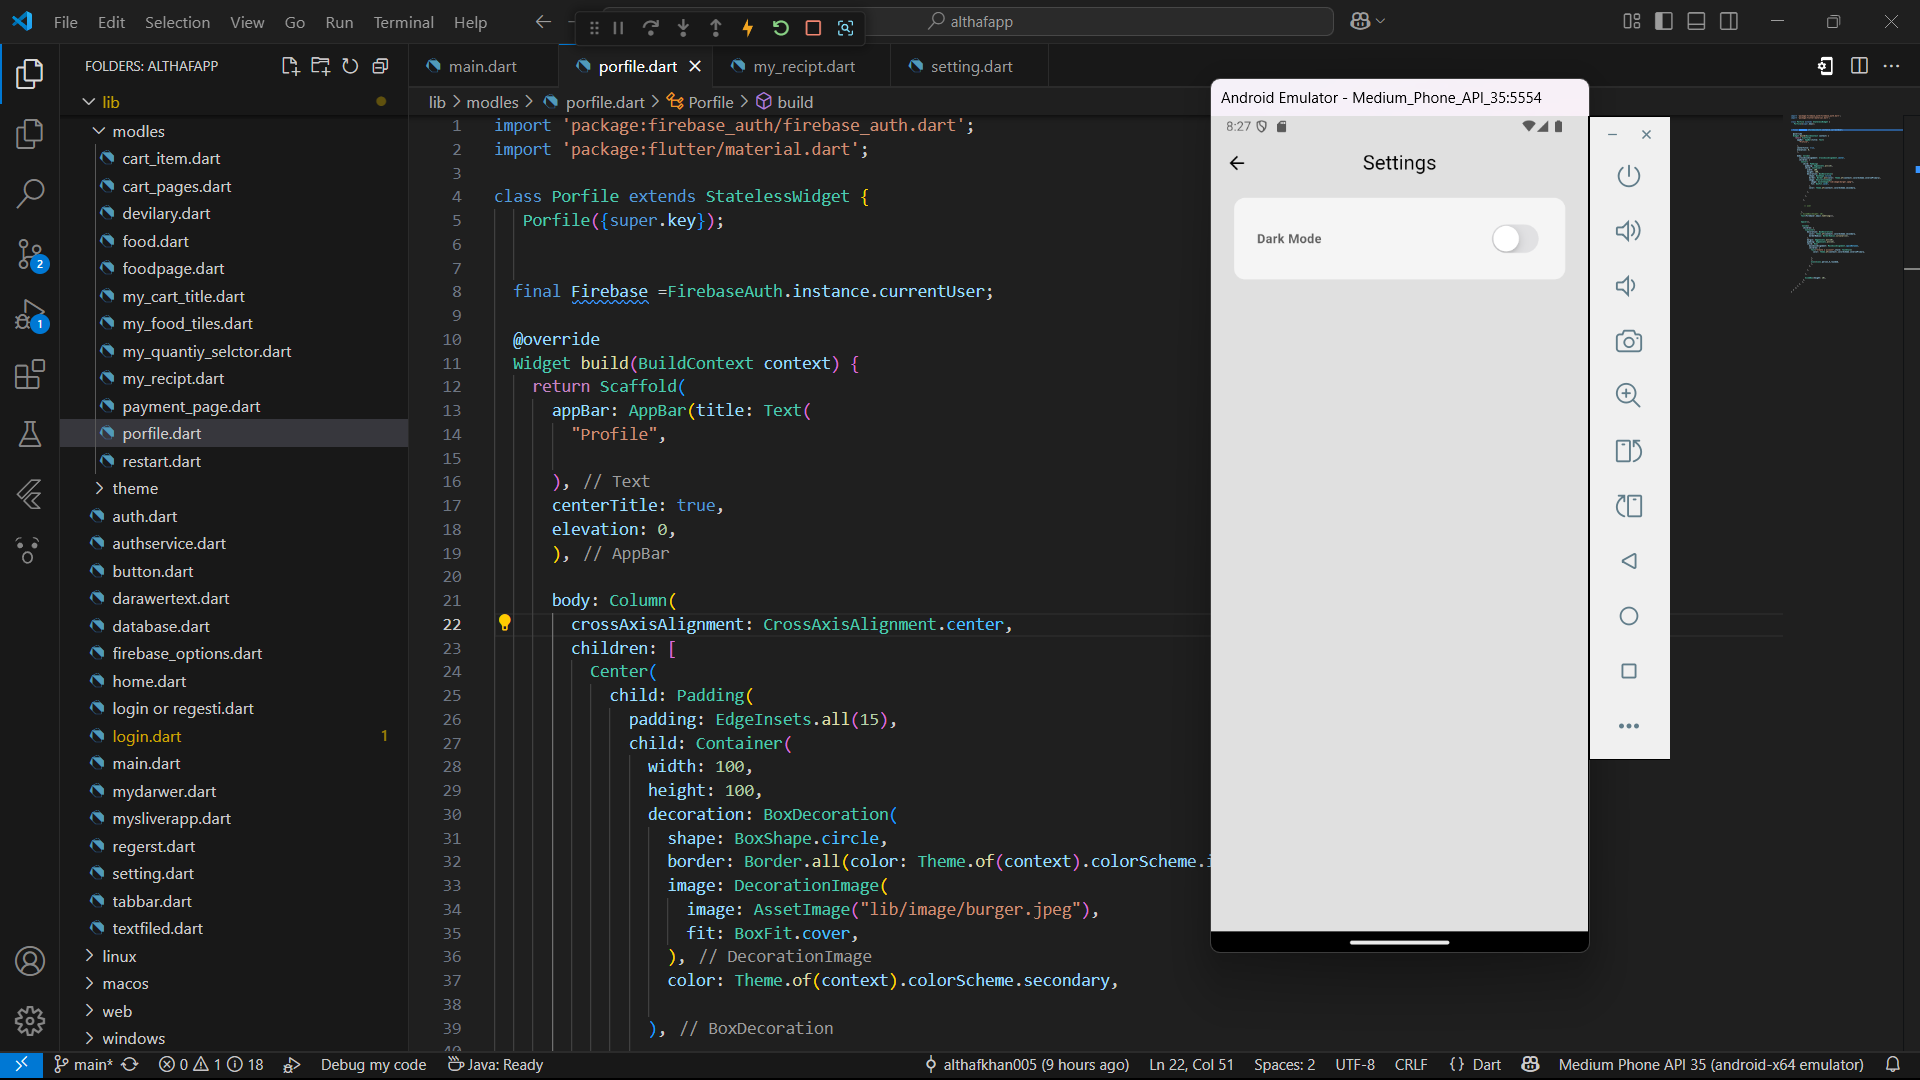 File Edit Selection View Go Run Terminal Help
althafapp
FOLDERS: ALTHAFAPP
main.dart
porfile.dart
my_recipt.dart
setting.dart
lib > modles > porfile.dart > Porfile > build
lib
modles
cart_item.dart
cart_pages.dart
devilary.dart
food.dart
foodpage.dart
my_cart_title.dart
my_food_tiles.dart
my_quantiy_selctor.dart
my_recipt.dart
payment_page.dart
porfile.dart
restart.dart
theme
auth.dart
authservice.dart
button.dart
darawertext.dart
database.dart
firebase_options.dart
home.dart
login or regesti.dart
login.dart 1
main.dart
mydarwer.dart
mysliverapp.dart
regerst.dart
setting.dart
tabbar.dart
textfiled.dart
linux
macos
web
windows
2
1
1 import 'package:firebase_auth/firebase_auth.dart';
2 import 'package:flutter/material.dart';
3
4 class Porfile extends StatelessWidget {
5 Porfile({super.key});
6
7
8 final Firebase =FirebaseAuth.instance.currentUser;
9
10 @override
11 Widget build(BuildContext context) {
12 return Scaffold(
13 appBar: AppBar(title: Text(
14 "Profile",
15
16 ), // Text
17 centerTitle: true,
18 elevation: 0,
19 ), // AppBar
20
21 body: Column(
22 crossAxisAlignment: CrossAxisAlignment.center,
23 children: [
24 Center(
25 child: Padding(
26 padding: EdgeInsets.all(15),
27 child: Container(
28 width: 100,
29 height: 100,
30 decoration: BoxDecoration(
31 shape: BoxShape.circle,
32 border: Border.all(color: Theme.of(context).colorScheme.
33 image: DecorationImage(
34 image: AssetImage("lib/image/burger.jpeg"),
35 fit: BoxFit.cover,
36 ), // DecorationImage
37 color: Theme.of(context).colorScheme.secondary,
38
39 ), // BoxDecoration
Android Emulator - Medium_Phone_API_35:5554
8:27
Settings
Dark Mode
main* 0 1 18 Debug my code Java: Ready
althafkhan005 (9 hours ago) Ln 22, Col 51 Spaces: 2 UTF-8 CRLF {} Dart Medium Phone API 35 (android-x64 emulator)